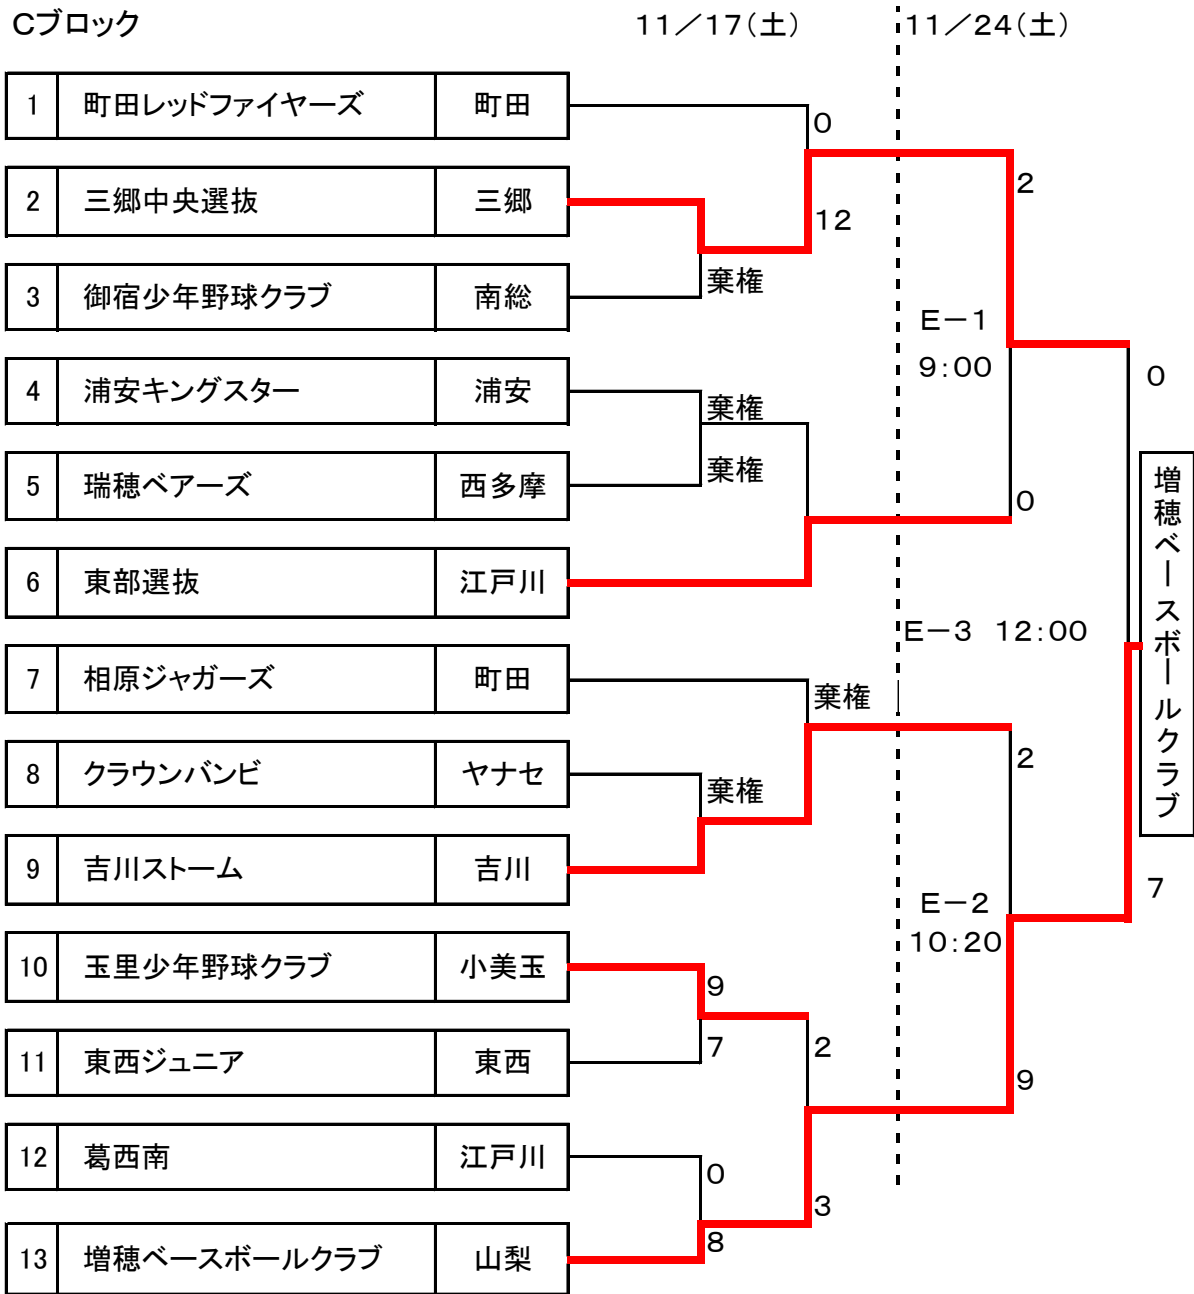 Cブロック
11／17(土)
11／24(土)
1 町田レッドファイヤーズ 町田
0
2
2 三郷中央選抜 三郷
12
3 御宿少年野球クラブ 南総
棄権
E－1
9:00
0
4 浦安キングスター 浦安
棄権
5 瑞穂ベアーズ 西多摩
棄権
0
6 東部選抜 江戸川
E－3 12:00
増穂ベースボールクラブ
7 相原ジャガーズ 町田
棄権
2
8 クラウンバンビ ヤナセ
棄権
9 吉川ストーム 吉川
7
E－2
10:20
10 玉里少年野球クラブ 小美玉
9
11 東西ジュニア 東西
7
2
9
12 葛西南 江戸川
0
3
13 増穂ベースボールクラブ 山梨
8